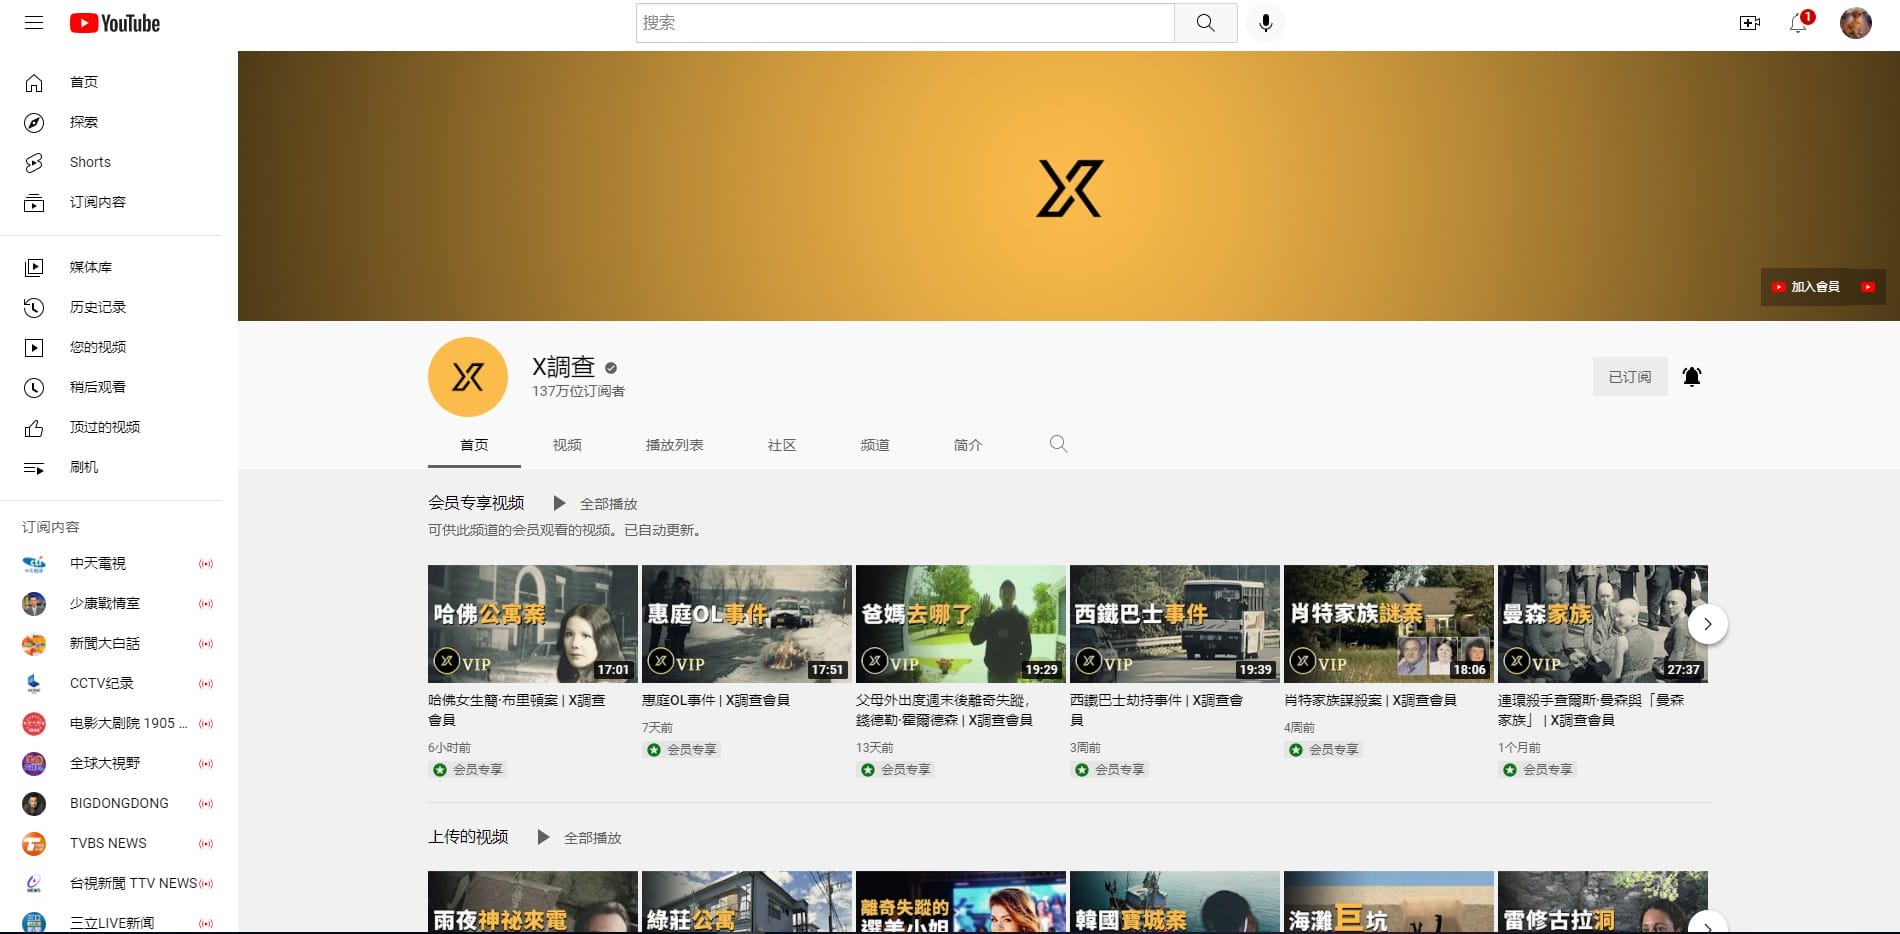 YouTube
搜索
1
首页
探索
Shorts
订阅内容
媒体库
历史记录
您的视频
稍后观看
顶过的视频
刷机
订阅内容
中天電視
少康戰情室
新聞大白話
CCTV纪录
电影大剧院 1905 ...
全球大視野
BIGDONGDONG
TVBS NEWS
台視新聞 TTV NEWS
三立LIVE新闻
加入會員
X調查
137万位订阅者
已订阅
首页 视频 播放列表 社区 频道 简介
会员专享视频 全部播放
可供此频道的会员观看的视频。已自动更新。
哈佛公寓案
VIP
17:01
哈佛女生簡·布里頓案 | X調查
會員
6小时前
会员专享
惠庭OL事件
VIP
17:51
惠庭OL事件 | X調查會員
7天前
会员专享
爸媽去哪了
VIP
19:29
父母外出度週末後離奇失蹤,
錢德勒·霍爾德森 | X調查會員
13天前
会员专享
西鐵巴士事件
VIP
19:39
西鐵巴士劫持事件 | X調查會
員
3周前
会员专享
肖特家族謎案
VIP
18:06
肖特家族謀殺案 | X調查會員
4周前
会员专享
曼森家族
VIP
27:37
連環殺手查爾斯·曼森與「曼森
家族」 | X調查會員
1个月前
会员专享
上传的视频 全部播放
雨夜神祕來電
綠莊公寓
離奇失蹤的
選美小姐
韓國寶城案
海灘巨坑
雷修古拉洞